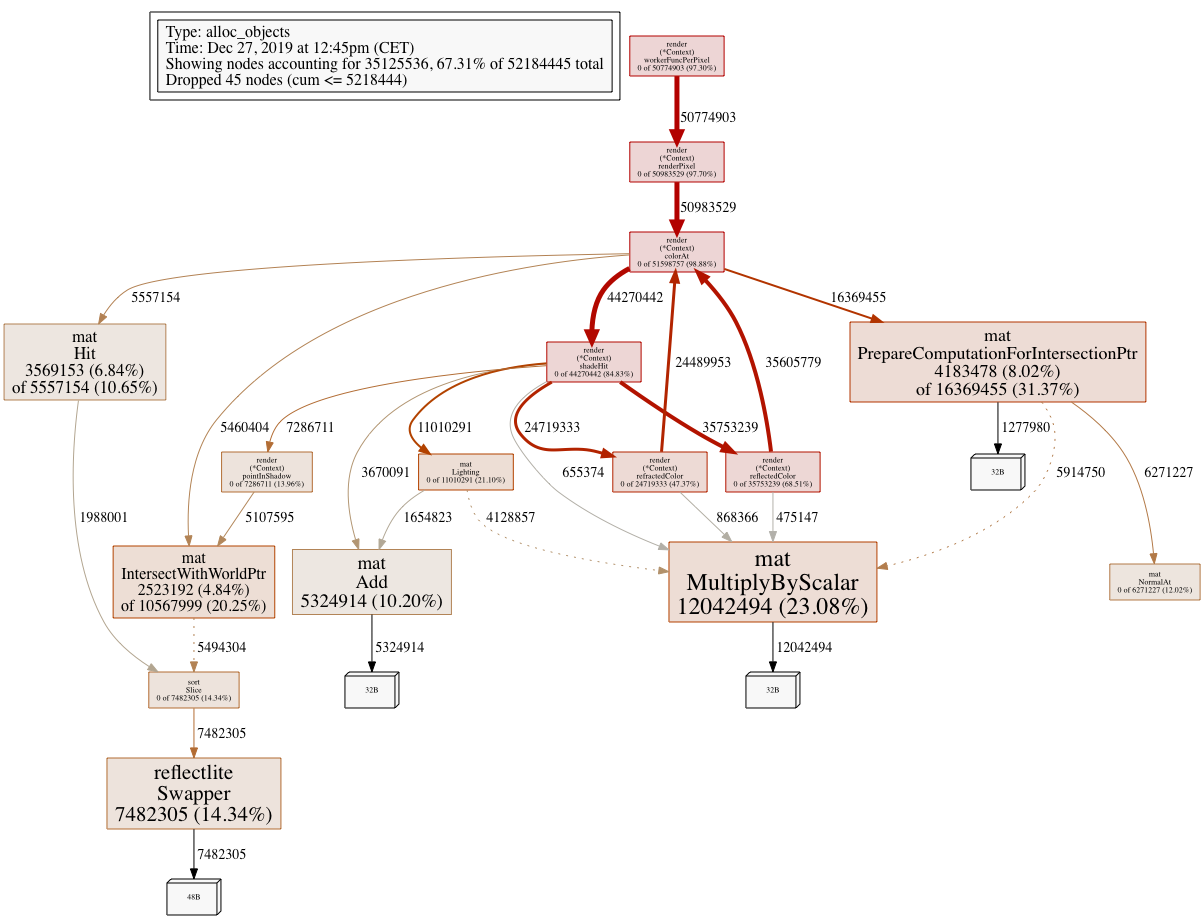 Type: alloc_objects
Time: Dec 27, 2019 at 12:45pm (CET)
Showing nodes accounting for 35125536, 67.31% of 52184445 total
Dropped 45 nodes (cum <= 5218444)
render
(*Context)
workerFuncPerPixel
0 of 50774903 (97.30%)
50774903
render
(*Context)
renderPixel
0 of 50983529 (97.70%)
50983529
render
(*Context)
colorAt
0 of 51598757 (98.88%)
5557154
44270442
16369455
mat
Hit
3569153 (6.84%)
of 5557154 (10.65%)
render
(*Context)
shadeHit
0 of 44270442 (84.83%)
24489953
35605779
mat
PrepareComputationForIntersectionPtr
4183478 (8.02%)
of 16369455 (31.37%)
5460404
7286711
11010291
24719333
35753239
1277980
render
(*Context)
pointInShadow
0 of 7286711 (13.96%)
3670091
mat
Lighting
0 of 11010291 (21.10%)
655374
render
(*Context)
refractedColor
0 of 24719333 (47.37%)
render
(*Context)
reflectedColor
0 of 35753239 (68.51%)
32B
5914750
6271227
1988001
5107595
1654823
4128857
868366
475147
mat
IntersectWithWorldPtr
2523192 (4.84%)
of 10567999 (20.25%)
mat
Add
5324914 (10.20%)
mat
MultiplyByScalar
12042494 (23.08%)
mat
NormalAt
0 of 6271227 (12.02%)
5494304
5324914
12042494
sort
Slice
0 of 7482305 (14.34%)
32B
32B
7482305
reflectlite
Swapper
7482305 (14.34%)
7482305
48B